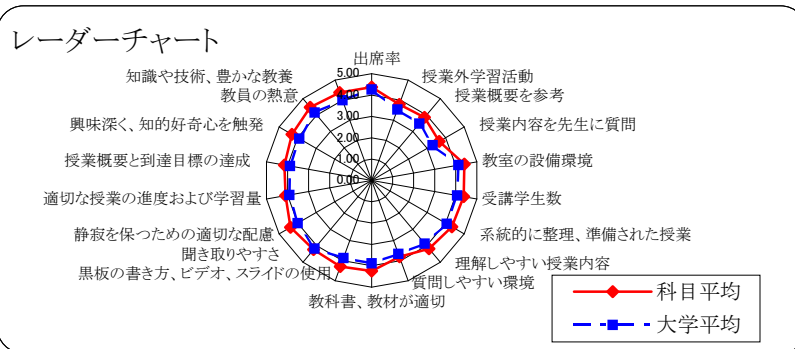 レーダーチャート
出席率
授業外学習活動
授業概要を参考
授業内容を先生に質問
教室の設備環境
受講学生数
系統的に整理、準備された授業
理解しやすい授業内容
質問しやすい環境
教科書、教材が適切
黒板の書き方、ビデオ、スライドの使用
聞き取りやすさ
静寂を保つための適切な配慮
適切な授業の進度および学習量
授業概要と到達目標の達成
興味深く、知的好奇心を触発
教員の熱意
知識や技術、豊かな教養
5.00
4.00
3.00
2.00
1.00
0.00
科目平均
大学平均